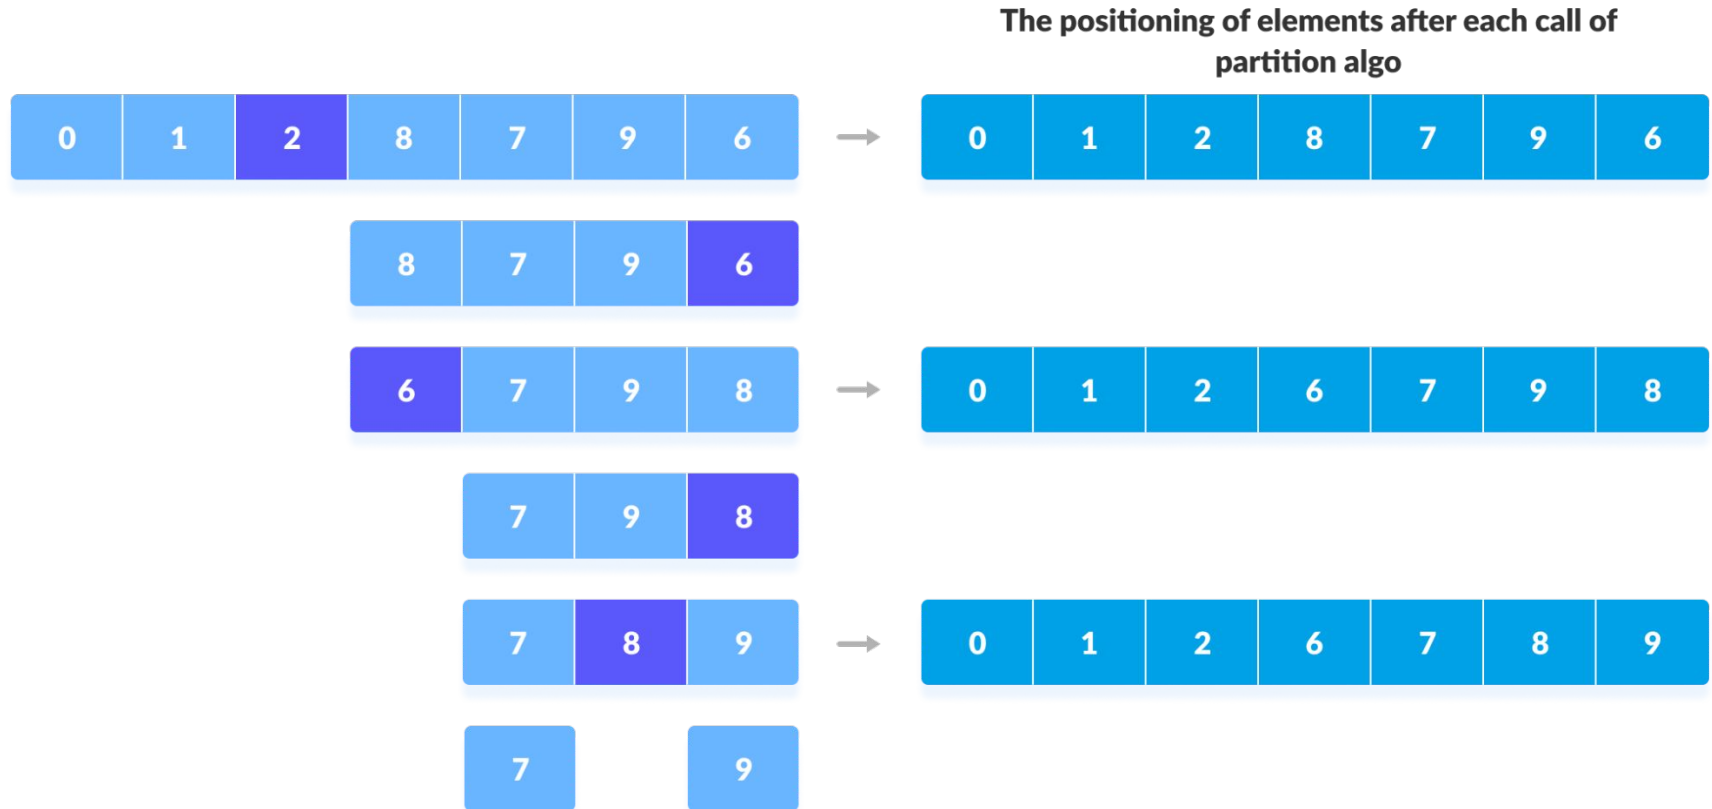 The positioning of elements after each call of
partition algo
0 1 2 8 7 9 6 0 1 2 8 7 9 6
8 7 9 6
6 7 9 8 0 1 2 6 7 9 8
7 9 8
7 8 9 0 1 2 6 7 8 9
7 9